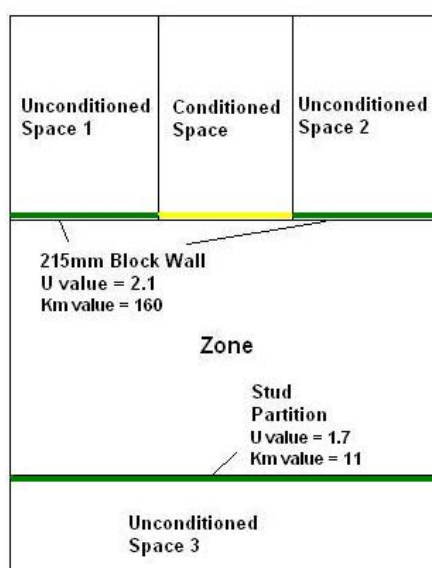 Unconditioned
Space 1
Conditioned
Space
Unconditioned
Space 2
215mm Block Wall
U value = 2.1
Km value = 160
Zone
Stud
Partition
U value = 1.7
Km value = 11
Unconditioned
Space 3